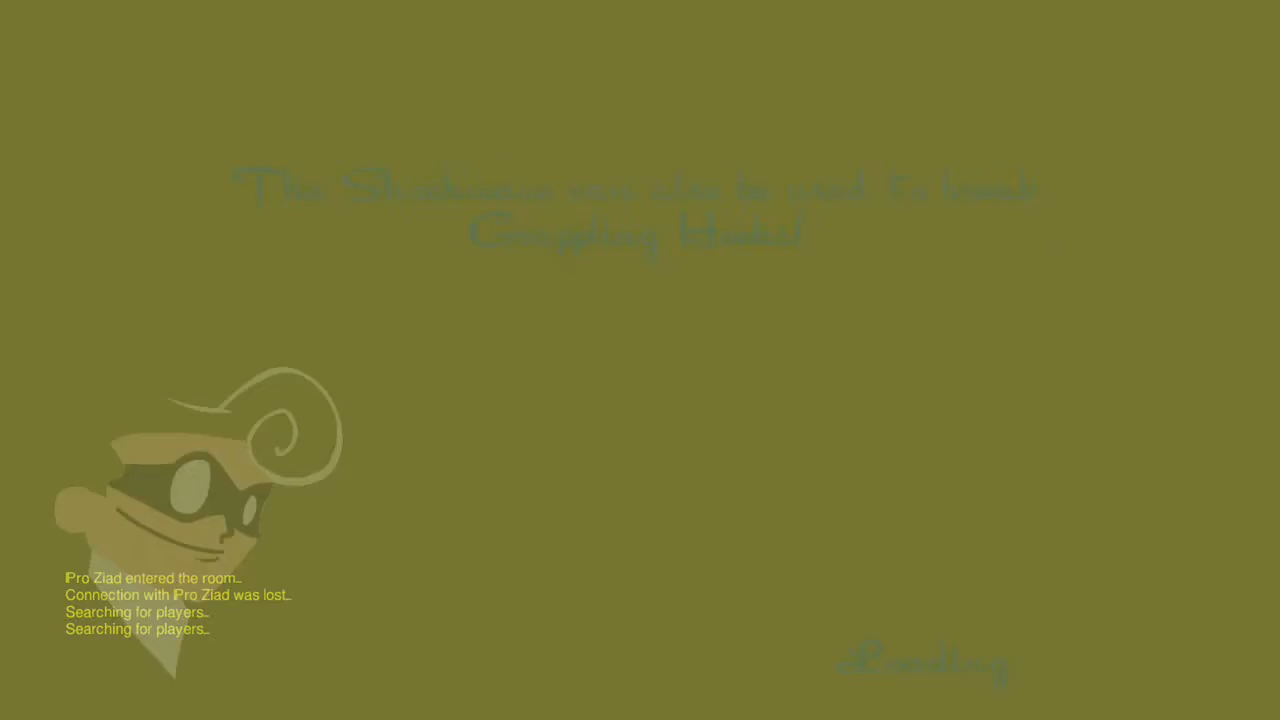 The Shockwave can also be used to break
Grappling Hooks!
Pro Ziad entered the room...
Connection with Pro Ziad was lost...
Searching for players...
Searching for players...
Loading